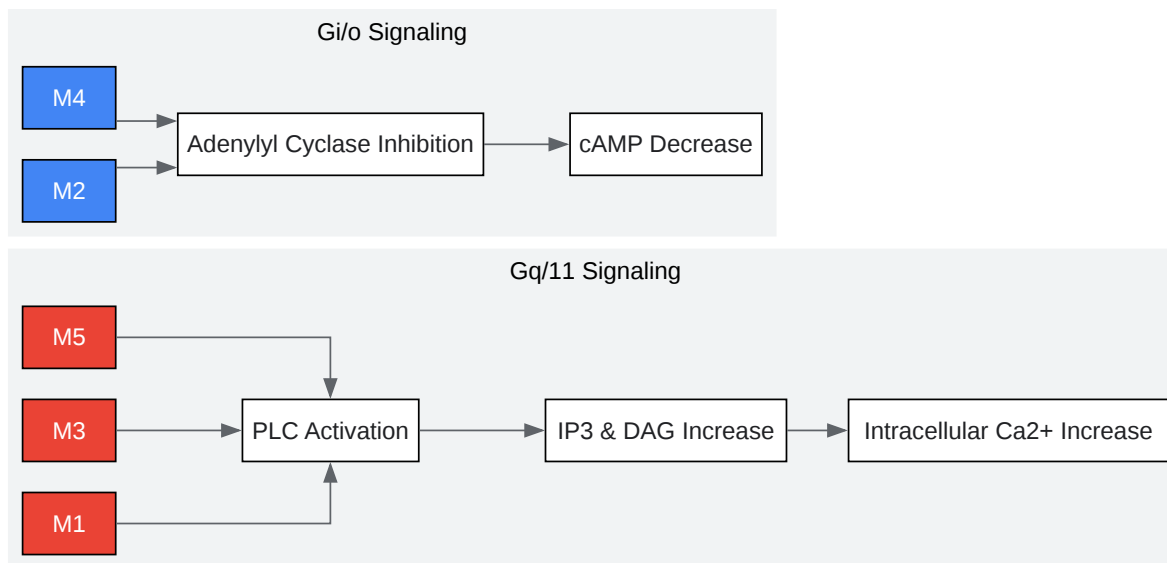 Gi/o Signaling
M4
Adenylyl Cyclase Inhibition
cAMP Decrease
M2
Gq/11 Signaling
M5
M3
PLC Activation
IP3 & DAG Increase
Intracellular Ca2+ Increase
M1